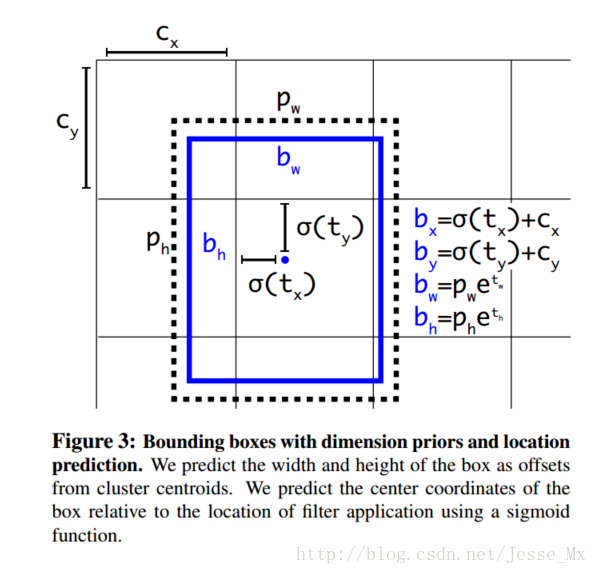 cx
cy
pw
bw
ph
bh
σ(ty)
σ(tx)
bx=σ(tx)+cx
by=σ(ty)+cy
bw=pwe^tw
bh=phe^th
Figure 3: Bounding boxes with dimension priors and location
prediction. We predict the width and height of the box as offsets
from cluster centroids. We predict the center coordinates of the
box relative to the location of filter application using a sigmoid
function.
http://blog.csdn.net/Jesse_Mx